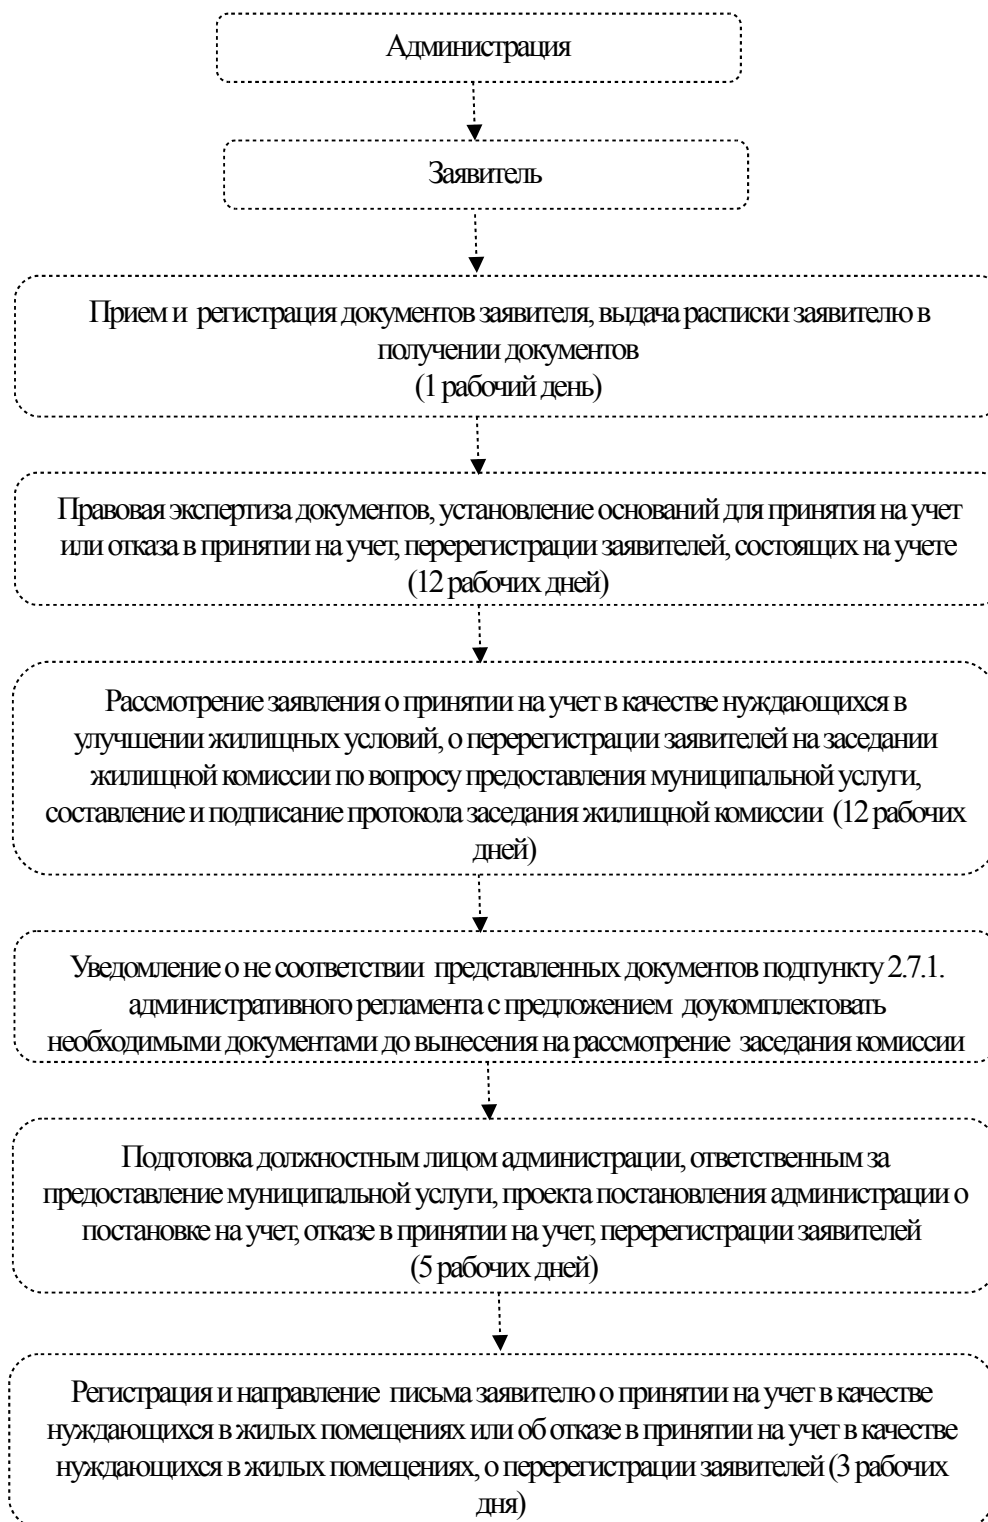 Администрация
Заявитель
Прием и регистрация документов заявителя, выдача расписки заявителю в
получении документов
(1 рабочий день)
Правовая экспертиза документов, установление оснований для принятия на учет
или отказа в принятии на учет, перерегистрации заявителей, состоящих на учете
(12 рабочих дней)
Рассмотрение заявления о принятии на учет в качестве нуждающихся в
улучшении жилищных условий, о перерегистрации заявителей на заседании
жилищной комиссии по вопросу предоставления муниципальной услуги,
составление и подписание протокола заседания жилищной комиссии (12 рабочих
дней)
Уведомление о не соответствии представленных документов подпункту 2.7.1.
административного регламента с предложением доукомплектовать
необходимыми документами до вынесения на рассмотрение заседания комиссии
Подготовка должностным лицом администрации, ответственным за
предоставление муниципальной услуги, проекта постановления администрации о
постановке на учет, отказе в принятии на учет, перерегистрации заявителей
(5 рабочих дней)
Регистрация и направление письма заявителю о принятии на учет в качестве
нуждающихся в жилых помещениях или об отказе в принятии на учет в качестве
нуждающихся в жилых помещениях, о перерегистрации заявителей (3 рабочих
дня)